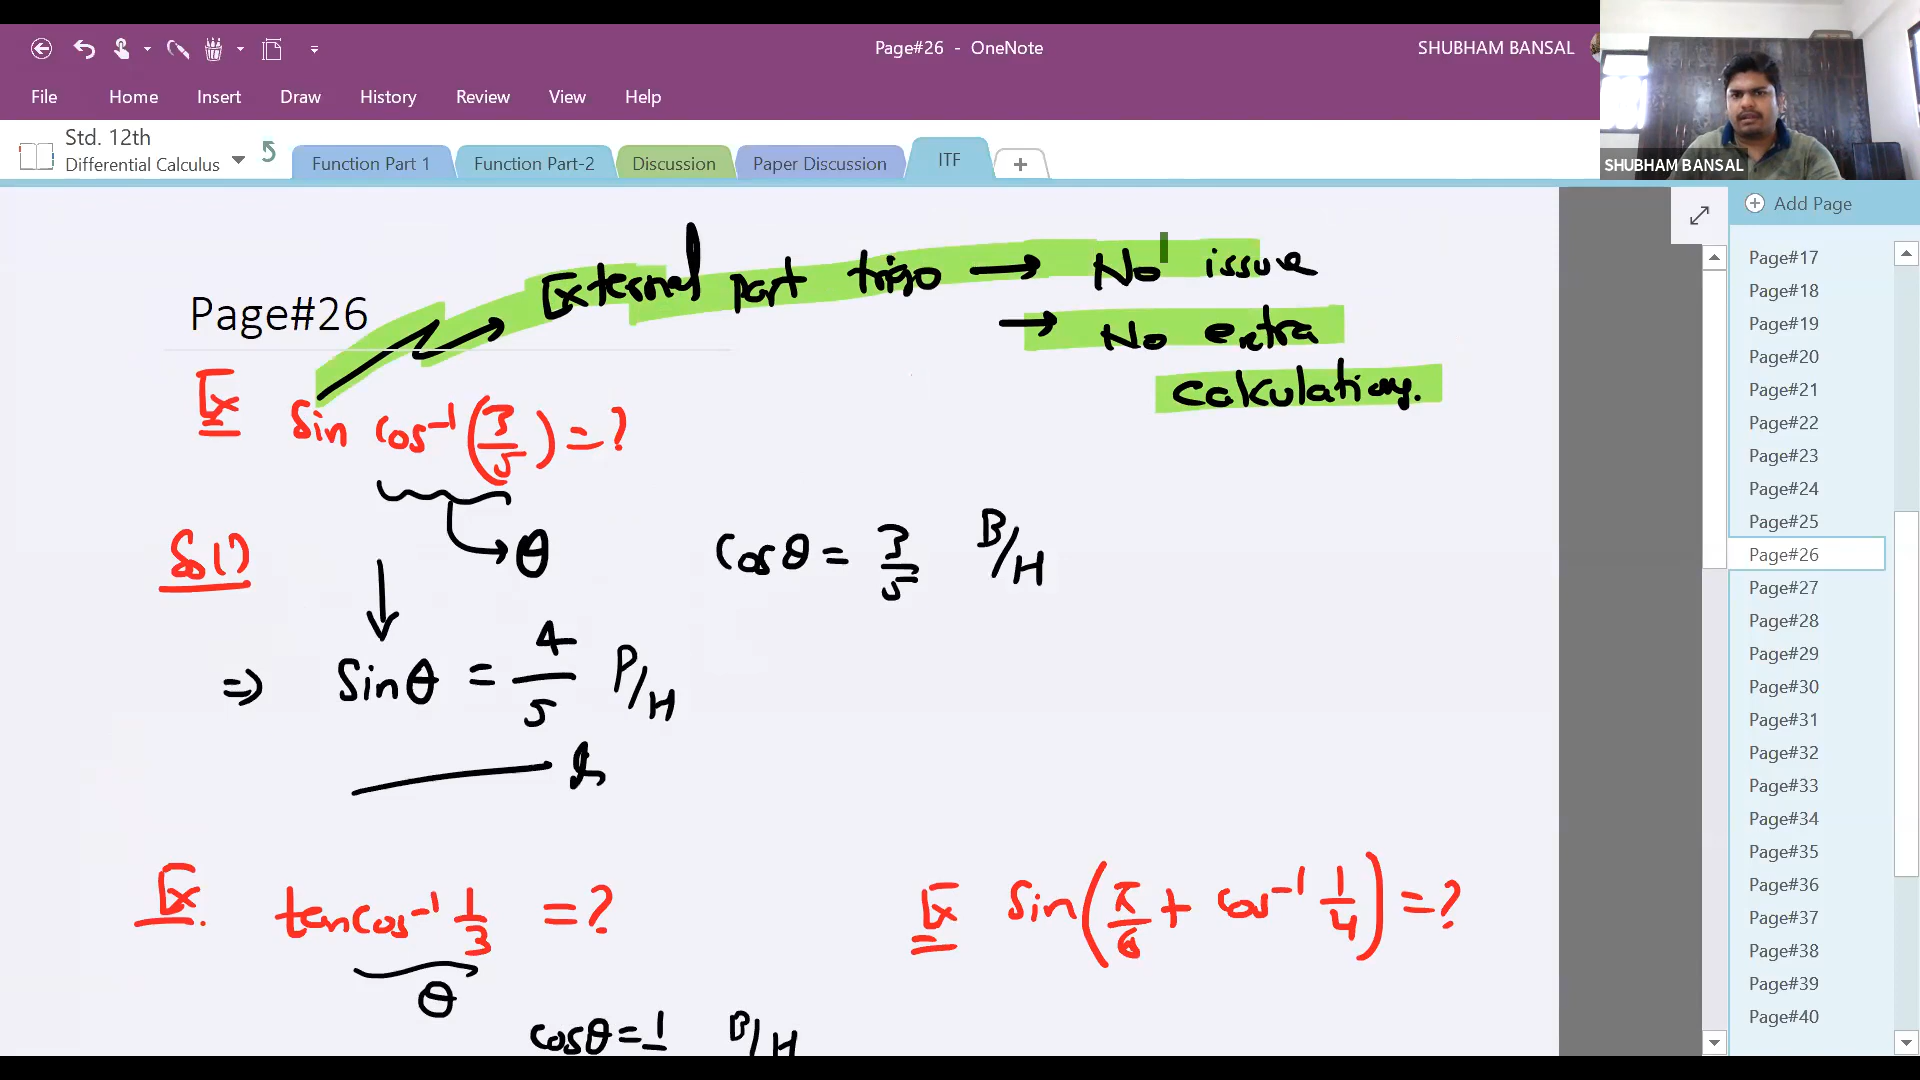 Page#26 - OneNote
SHUBHAM BANSAL
File Home Insert Draw History Review View Help
SHUBHAM BANSAL
Std. 12th
Differential Calculus
Function Part 1
Function Part-2
Discussion
Paper Discussion
ITF
Add Page
Page#26
External part trigo → No issue
→ No extra
calculation.
Ex sin cos⁻¹(3/5) = ?
θ
Sol)
cosθ = 3/5 B/H
⇒ Sinθ = 4/5 P/H
Ex. tancos⁻¹ 1/3 = ?
θ
cosθ = 1 B/H
Ex Sin(π/6 + cos⁻¹ 1/4) = ?
Page#17
Page#18
Page#19
Page#20
Page#21
Page#22
Page#23
Page#24
Page#25
Page#26
Page#27
Page#28
Page#29
Page#30
Page#31
Page#32
Page#33
Page#34
Page#35
Page#36
Page#37
Page#38
Page#39
Page#40